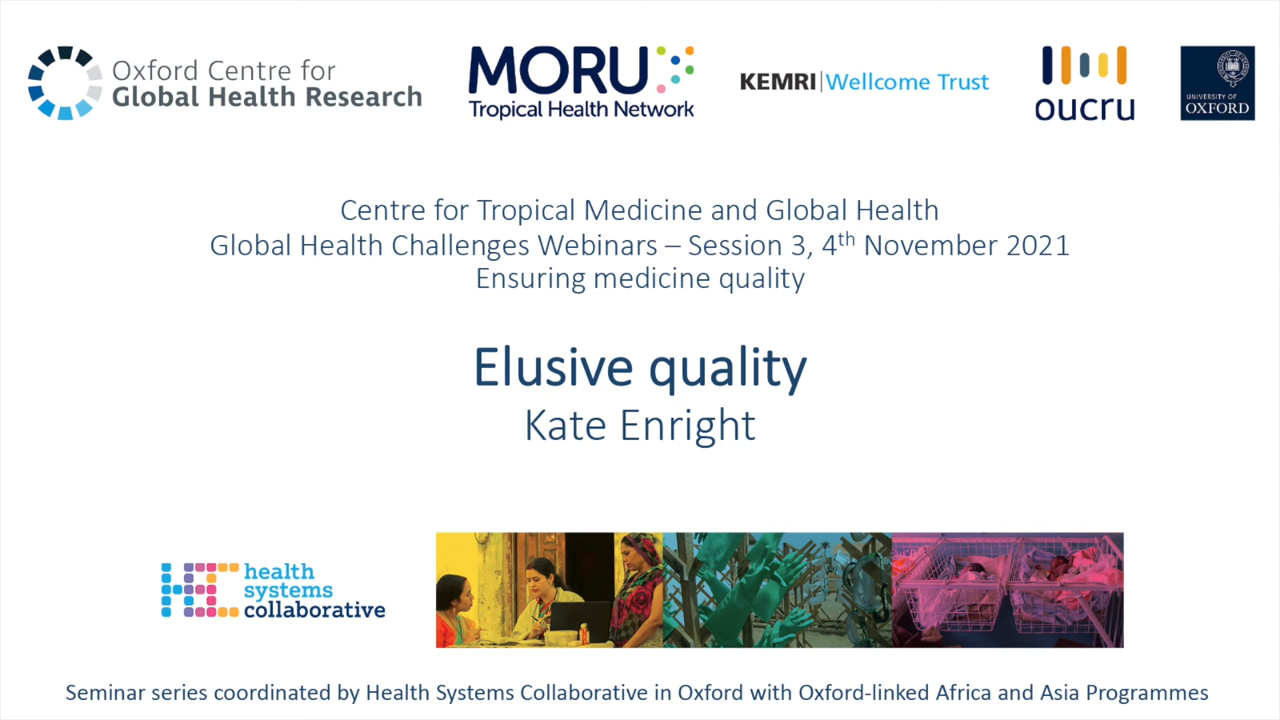 Oxford Centre for
Global Health Research
MORU
Tropical Health Network
KEMRI|Wellcome Trust
oucru
UNIVERSITY OF
OXFORD
Centre for Tropical Medicine and Global Health
Global Health Challenges Webinars – Session 3, 4th November 2021
Ensuring medicine quality
Elusive quality
Kate Enright
HSC health
systems
collaborative
Seminar series coordinated by Health Systems Collaborative in Oxford with Oxford-linked Africa and Asia Programmes